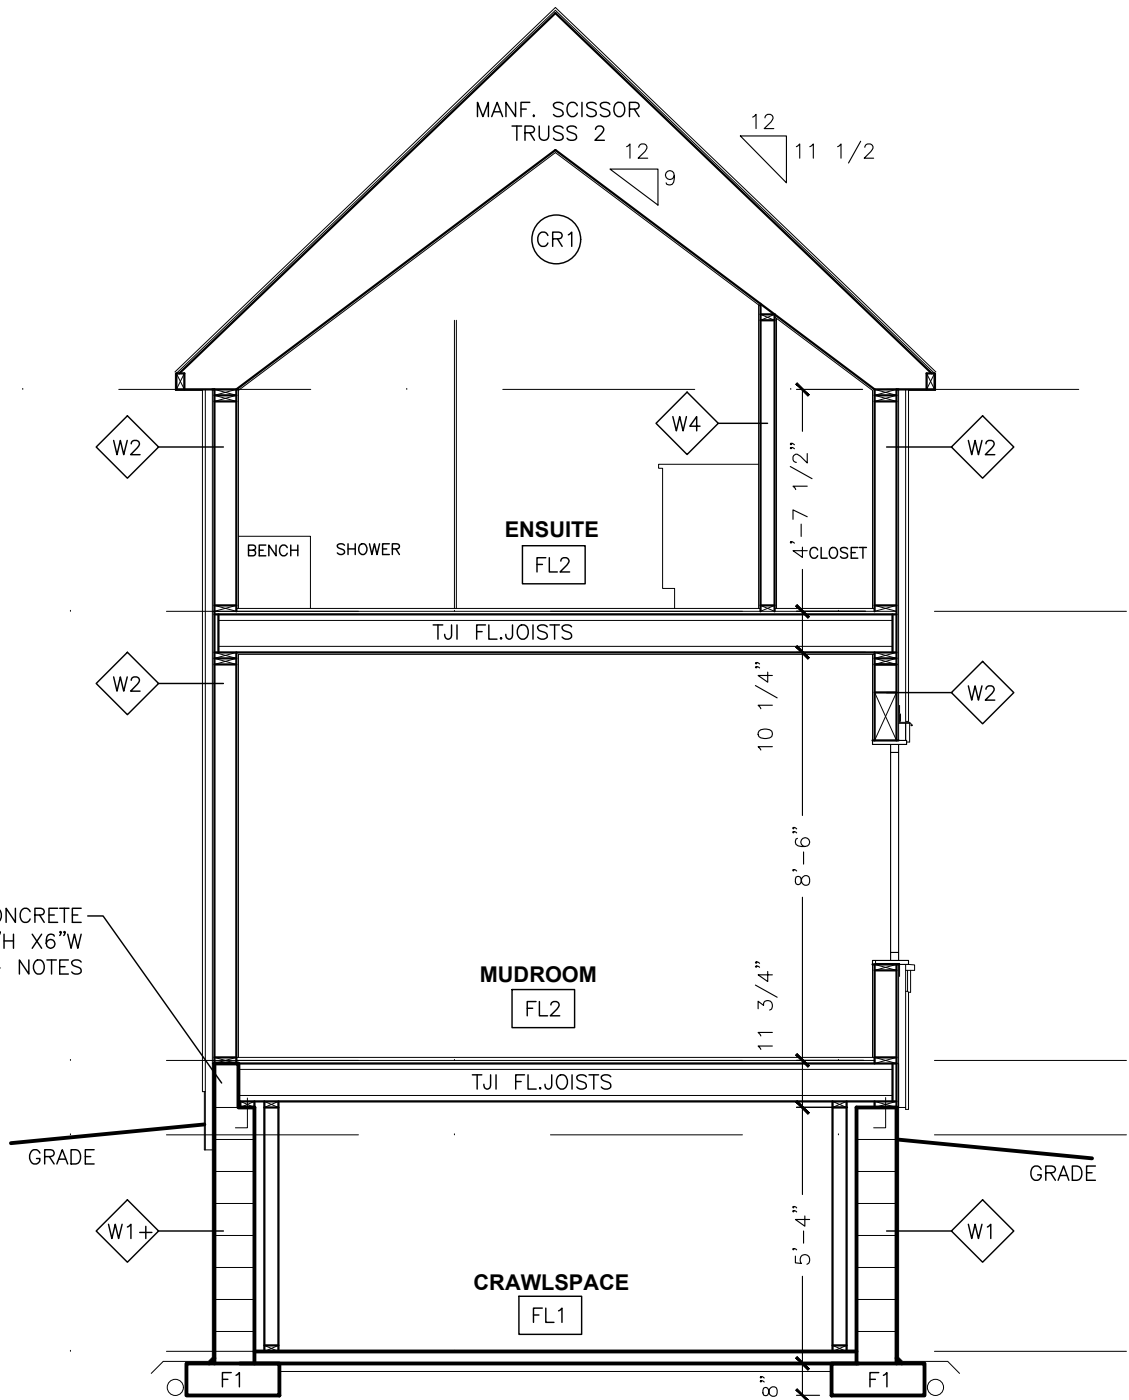 MANF. SCISSOR
TRUSS 2
12
11 1/2
12
9
CR1
W2
W4
W2
4'-7 1/2"
ENSUITE
BENCH
SHOWER
FL2
CLOSET
TJI FL.JOISTS
W2
10 1/4"
W2
8'-6"
ONCRETE
"H X6"W
NOTES
MUDROOM
FL2
11 3/4"
TJI FL.JOISTS
GRADE
GRADE
W1+
5'-4"
W1
CRAWLSPACE
FL1
F1
8"
F1